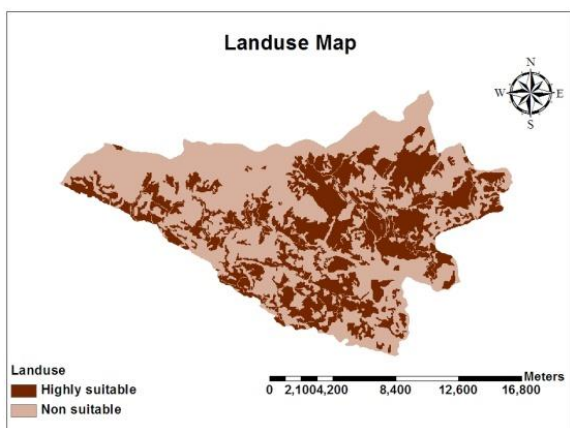 Landuse Map
N
W E
S
Landuse
Highly suitable
Non suitable
Meters
0 2,1004,200 8,400 12,600 16,800